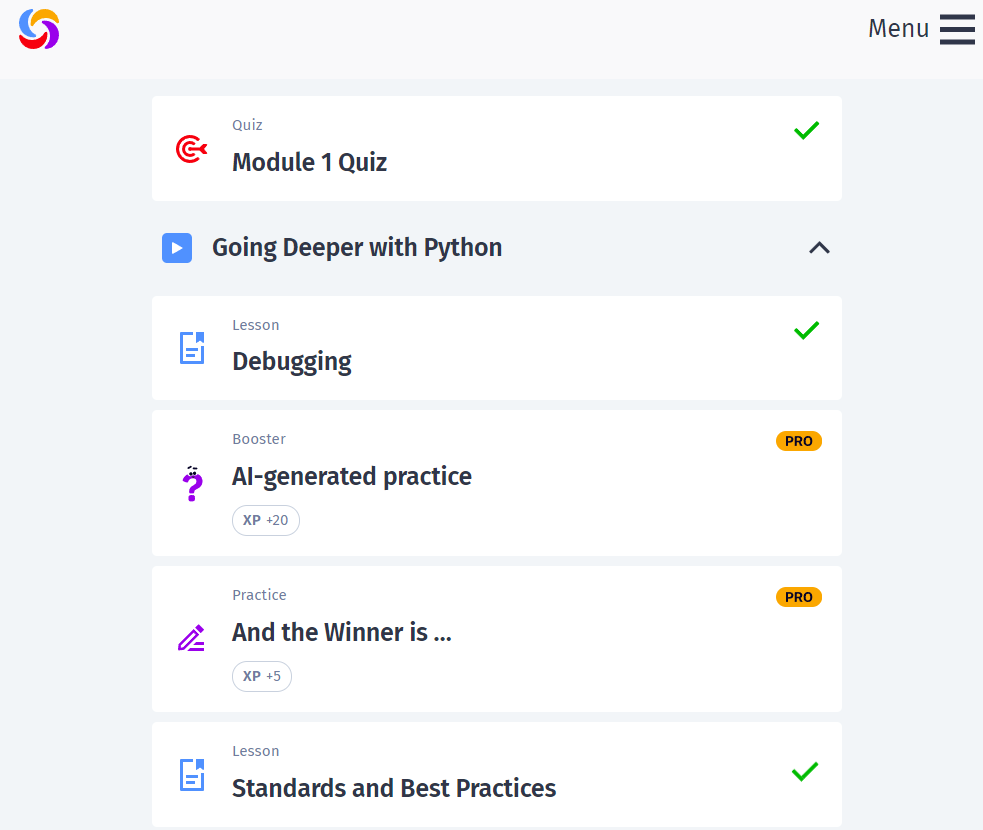 Menu
Quiz
Module 1 Quiz
Going Deeper with Python
Lesson
Debugging
Booster
PRO
AI-generated practice
XP +20
Practice
PRO
And the Winner is ...
XP +5
Lesson
Standards and Best Practices